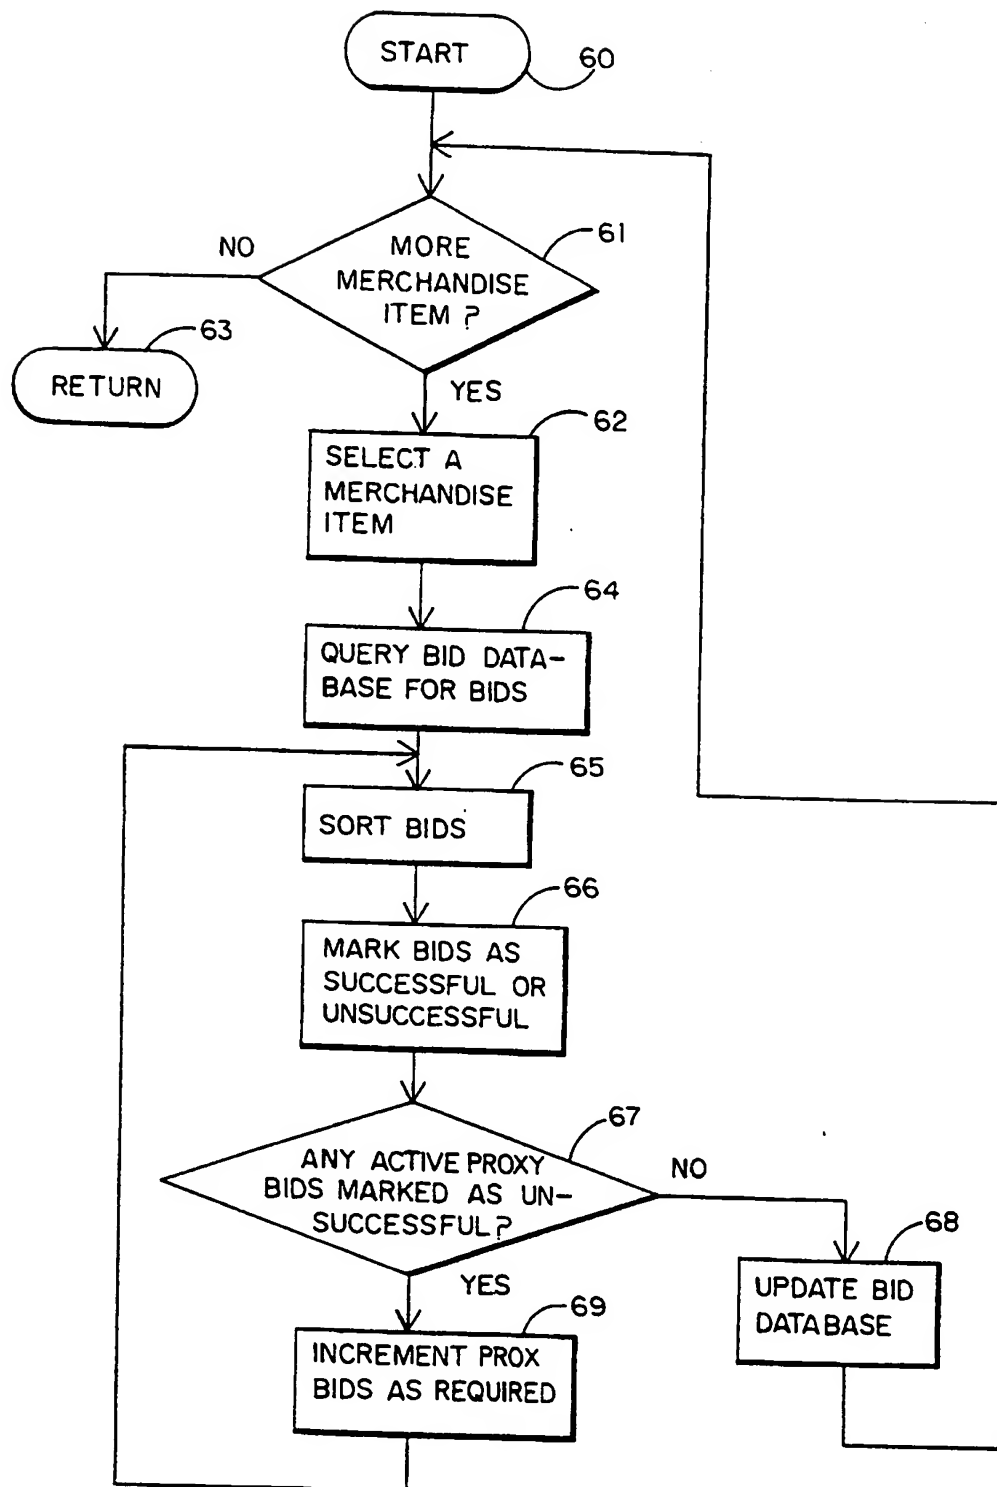 START
60
MORE
MERCHANDISE
ITEM ?
61
NO
RETURN
63
YES
62
SELECT A
MERCHANDISE
ITEM
64
QUERY BID DATA-
BASE FOR BIDS
65
SORT BIDS
66
MARK BIDS AS
SUCCESSFUL OR
UNSUCCESSFUL
67
ANY ACTIVE PROXY
BIDS MARKED AS UN-
SUCCESSFUL?
NO
68
UPDATE BID
DATABASE
YES
69
INCREMENT PROX
BIDS AS REQUIRED